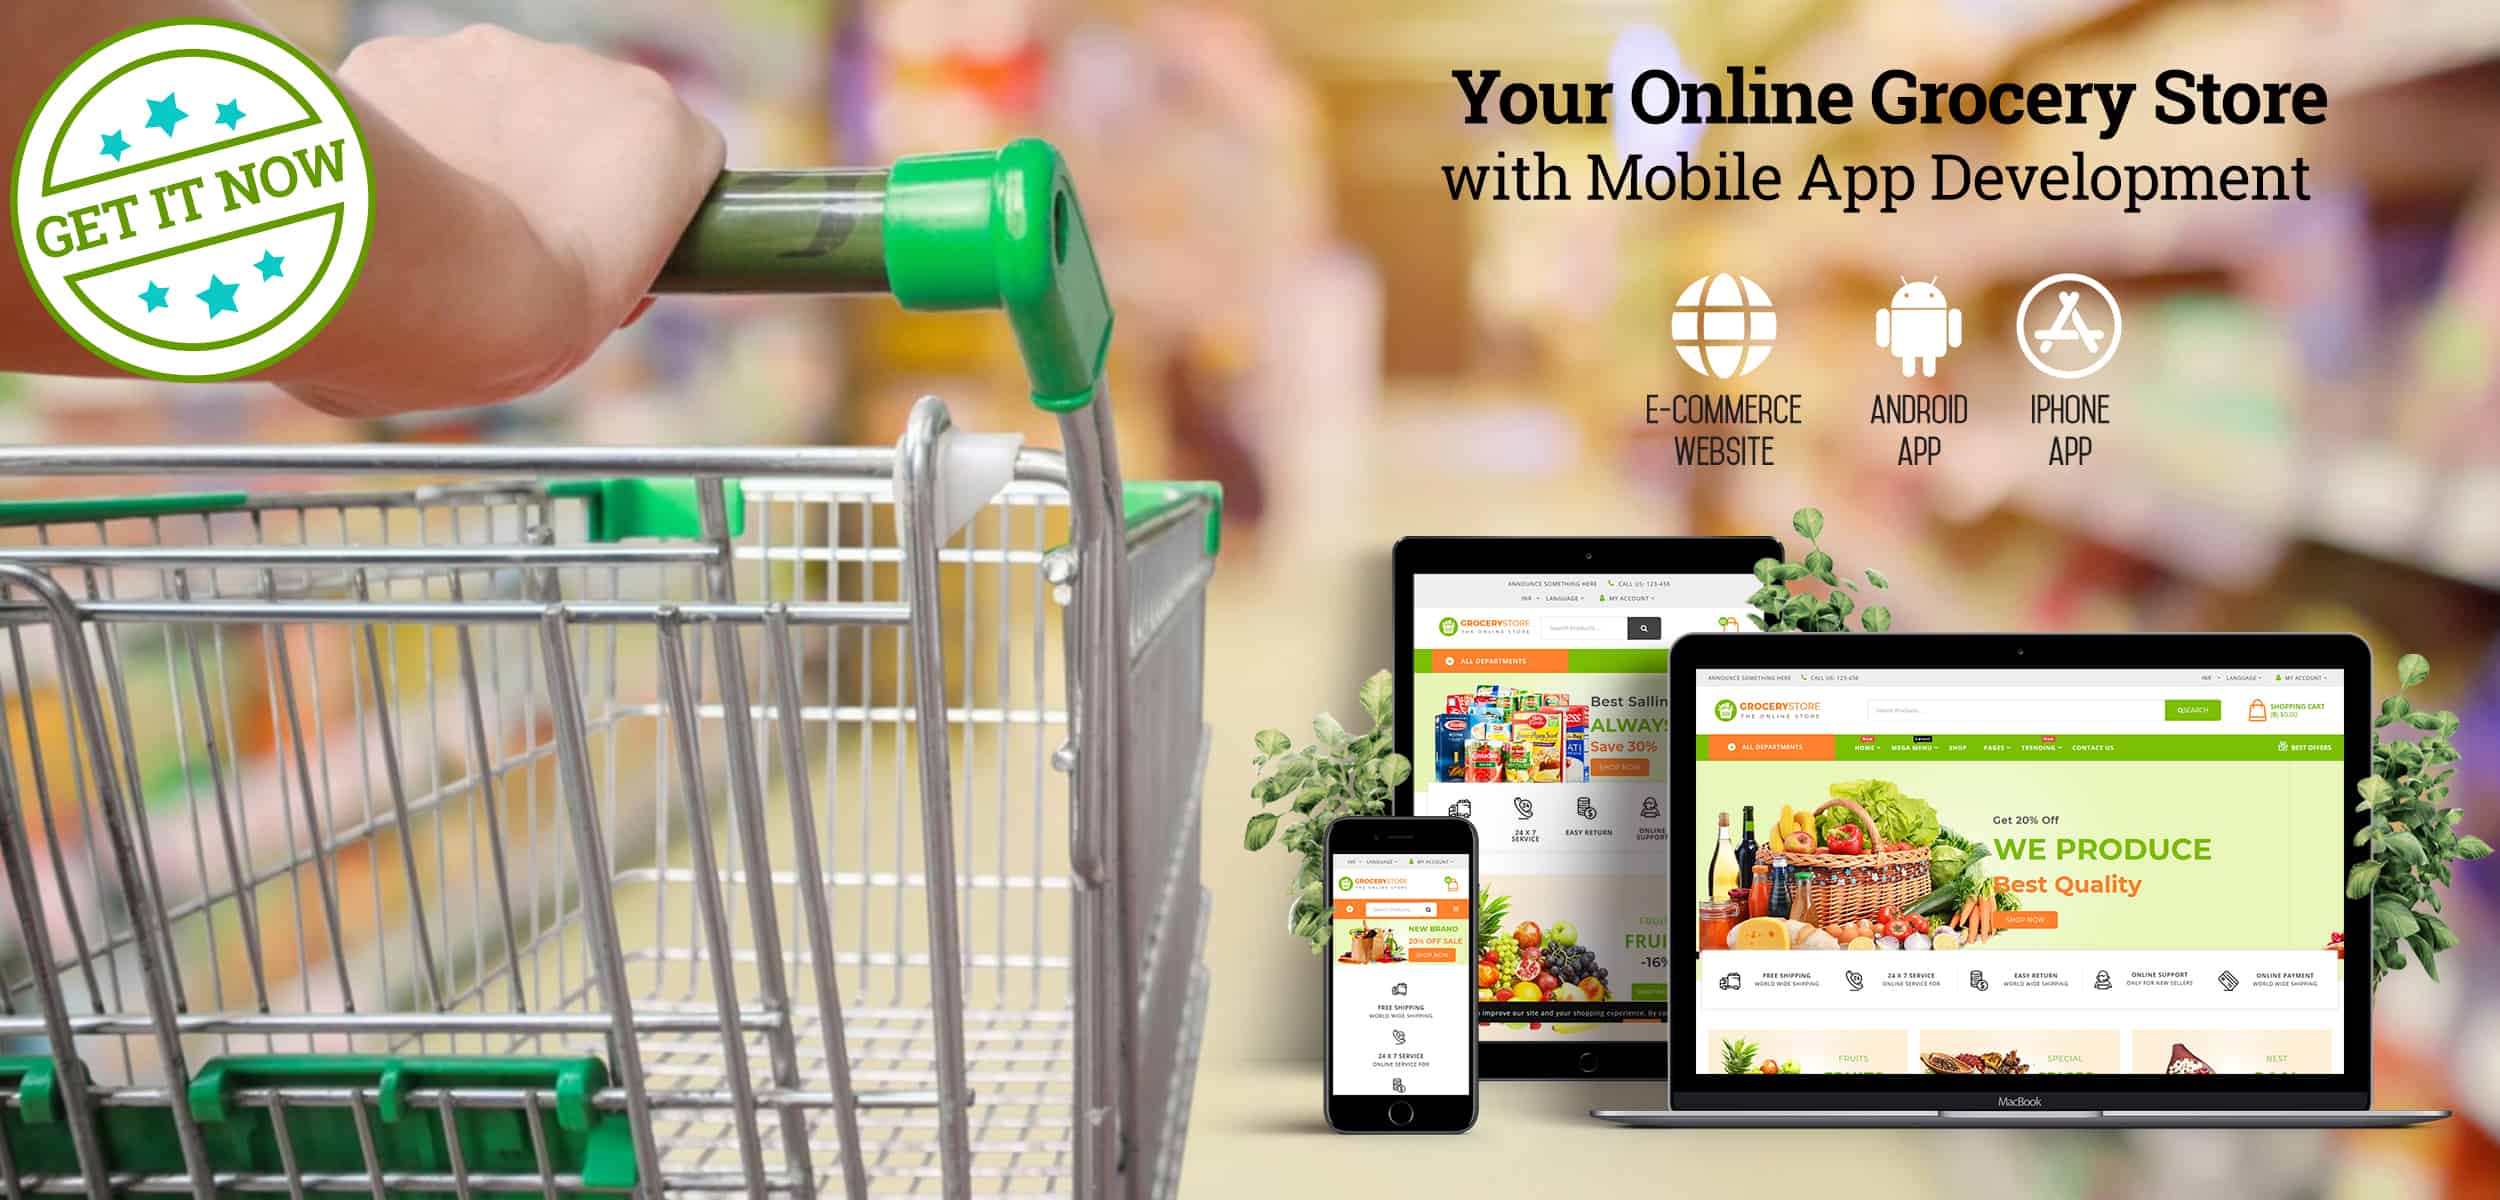 GET IT NOW
Your Online Grocery Store
with Mobile App Development
E-COMMERCE
WEBSITE
ANDROID
APP
IPHONE
APP
ANNOUNCE SOMETHING HERE CALL US: 123-456
INR LANGUAGE MY ACCOUNT
GROCERYSTORE
THE ONLINE STORE
Search Products ...
ALL DEPARTMENTS
Best Sallin
ALWAY
Save 30%
SHOP NOW
24 X 7
SERVICE
EASY RETURN
ONLINE
SUPPORT
FRUI
FRUI
-16%
improve our site and your shopping experience. By co
INR LANGUAGE MY ACCOUNT
GROCERYSTORE
THE ONLINE STORE
Search Products...
NEW BRAND
20% OFF SALE
SHOP NOW
FREE SHIPPING
WORLD WIDE SHIPPING
24 X 7 SERVICE
ONLINE SERVICE FOR
ANNOUNCE SOMETHING HERE CALL US: 123-456
INR LANGUAGE MY ACCOUNT
GROCERYSTORE
THE ONLINE STORE
Search Products...
SEARCH
SHOPPING CART
(0) $0.00
ALL DEPARTMENTS
HOME MEGA MENU SHOP PAGES TRENDING CONTACT US
BEST OFFERS
Get 20% Off
WE PRODUCE
Best Quality
SHOP NOW
FREE SHIPPING
WORLD WIDE SHIPPING
24 X 7 SERVICE
ONLINE SERVICE FOR
EASY RETURN
WORLD WIDE SHIPPING
ONLINE SUPPORT
ONLY FOR NEW SELLERS
ONLINE PAYMENT
WORLD WIDE SHIPPING
FRUITS
SPECIAL
BEST
MacBook